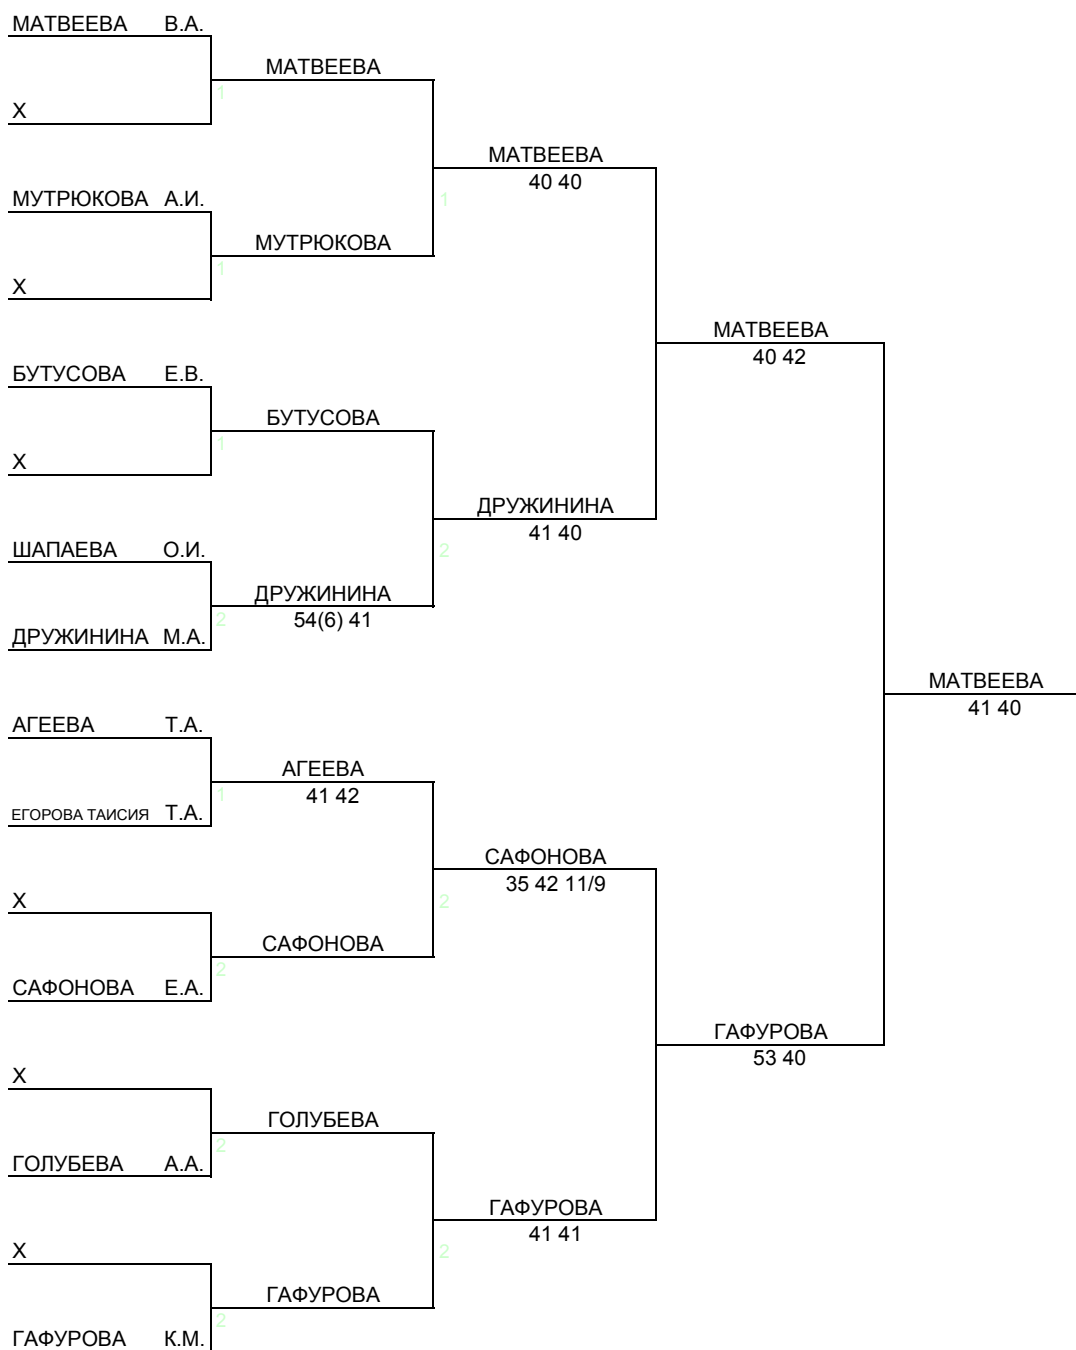 МАТВЕЕВА В.А.
МАТВЕЕВА
1
X
МАТВЕЕВА
40 40
1
МУТРЮКОВА А.И.
МУТРЮКОВА
1
X
МАТВЕЕВА
40 42
БУТУСОВА Е.В.
БУТУСОВА
1
X
ДРУЖИНИНА
41 40
2
ШАПАЕВА О.И.
ДРУЖИНИНА
54(6) 41
2
ДРУЖИНИНА М.А.
МАТВЕЕВА
41 40
АГЕЕВА Т.А.
АГЕЕВА
41 42
1
ЕГОРОВА ТАИСИЯ Т.А.
САФОНОВА
35 42 11/9
2
X
САФОНОВА
2
САФОНОВА Е.А.
ГАФУРОВА
53 40
X
ГОЛУБЕВА
2
ГОЛУБЕВА А.А.
ГАФУРОВА
41 41
2
X
ГАФУРОВА
2
ГАФУРОВА К.М.